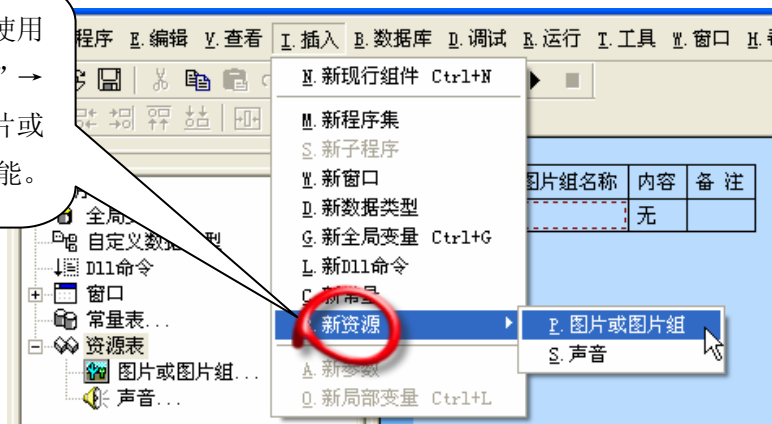 使用
”→
片或
能。
程序 E.编辑 V.查看 I.插入 B.数据库 D.调试 R.运行 T.工具 W.窗口 H.
N.新现行组件 Ctrl+N
M.新程序集
S.新子程序
W.新窗口
D.新数据类型
G.新全局变量 Ctrl+G
L.新Dll命令
C.新常量
新资源
A.新参数
O.新局部变量 Ctrl+L
P.图片或图片组
S.声音
图片组名称 内容 备 注
无
全局
自定义数据类型
Dll命令
窗口
常量表...
资源表
图片或图片组...
声音...